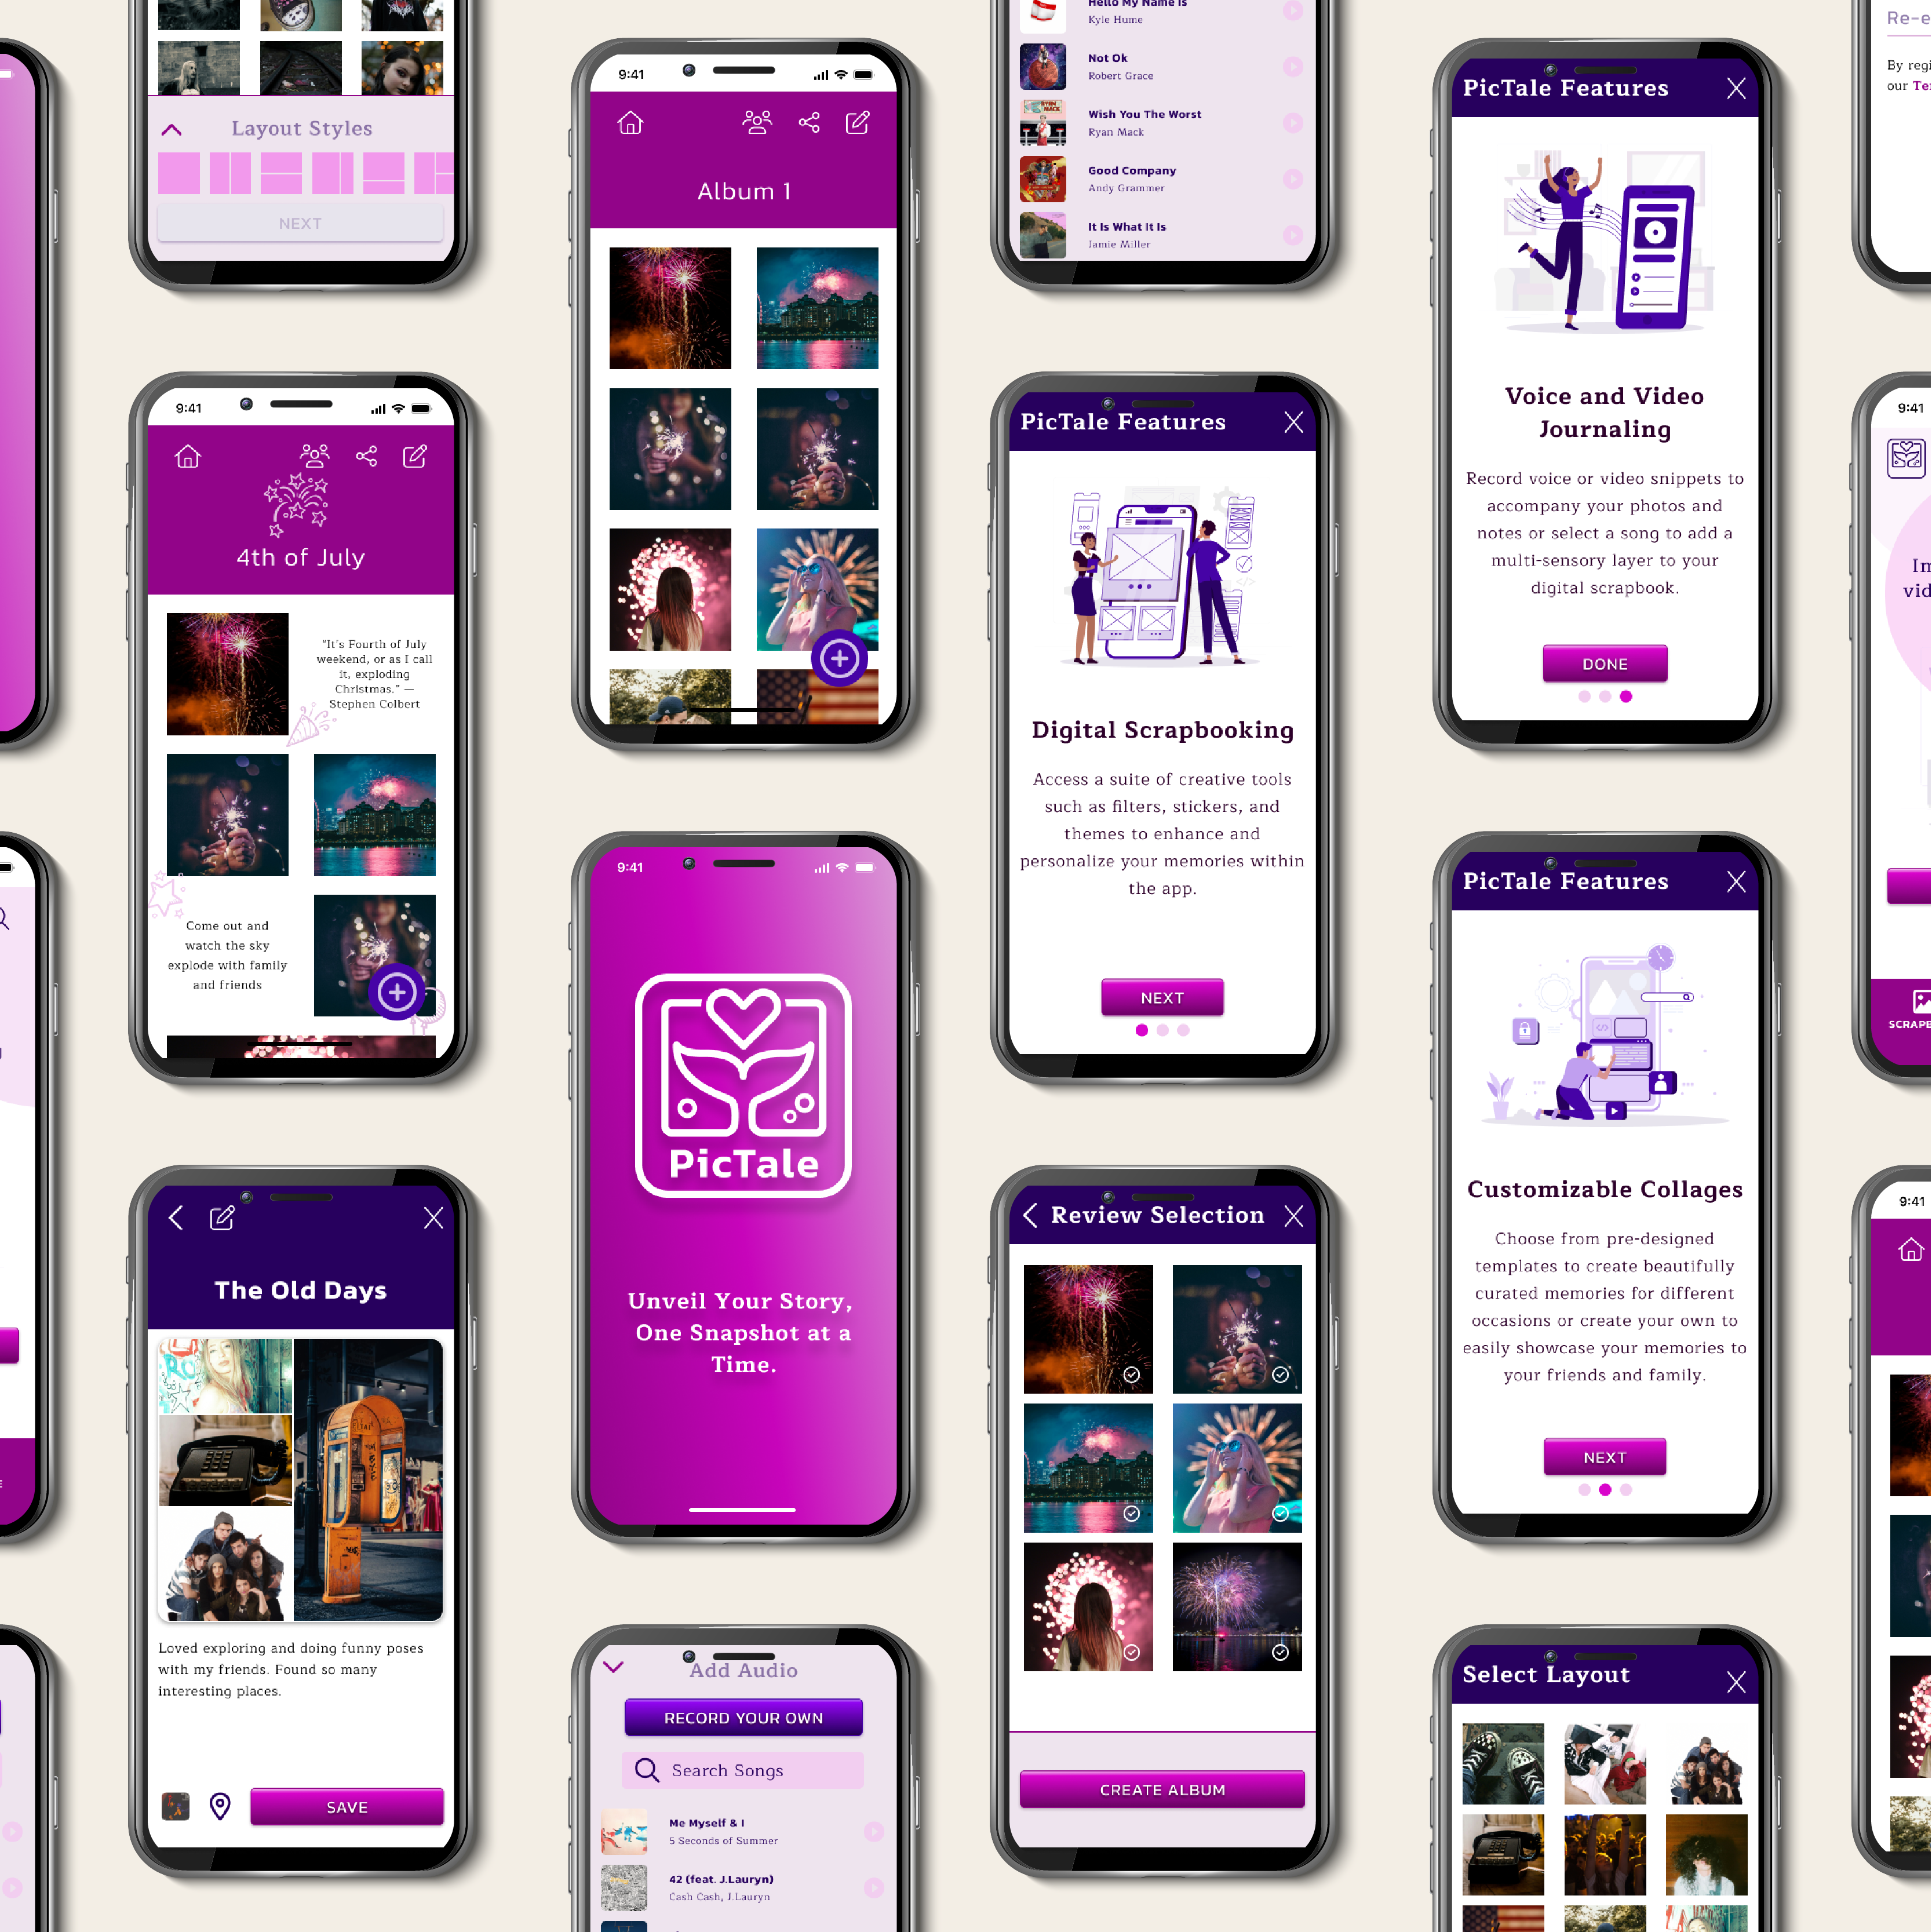 Layout Styles
NEXT
9:41
4th of July
"It's Fourth of July
weekend, or as I call
it, exploding
Christmas." —
Stephen Colbert
Come out and
watch the sky
explode with family
and friends
The Old Days
Loved exploring and doing funny poses
with my friends. Found so many
interesting places.
SAVE
9:41
Album 1
9:41
PicTale
Unveil Your Story,
One Snapshot at a
Time.
Add Audio
RECORD YOUR OWN
Search Songs
Me Myself & I
5 Seconds of Summer
42 (feat. J.Lauryn)
Cash Cash, J.Lauryn
Hello My Name Is
Kyle Hume
Not Ok
Robert Grace
Wish You The Worst
Ryan Mack
Good Company
Andy Grammer
It Is What It Is
Jamie Miller
PicTale Features
Digital Scrapbooking
Access a suite of creative tools
such as filters, stickers, and
themes to enhance and
personalize your memories within
the app.
NEXT
Review Selection
CREATE ALBUM
PicTale Features
Voice and Video
Journaling
Record voice or video snippets to
accompany your photos and
notes or select a song to add a
multi-sensory layer to your
digital scrapbook.
DONE
PicTale Features
Customizable Collages
Choose from pre-designed
templates to create beautifully
curated memories for different
occasions or create your own to
easily showcase your memories to
your friends and family.
NEXT
Select Layout
Re-e
By regi
our Te
9:41
In
vid
SCRAPE
9:41